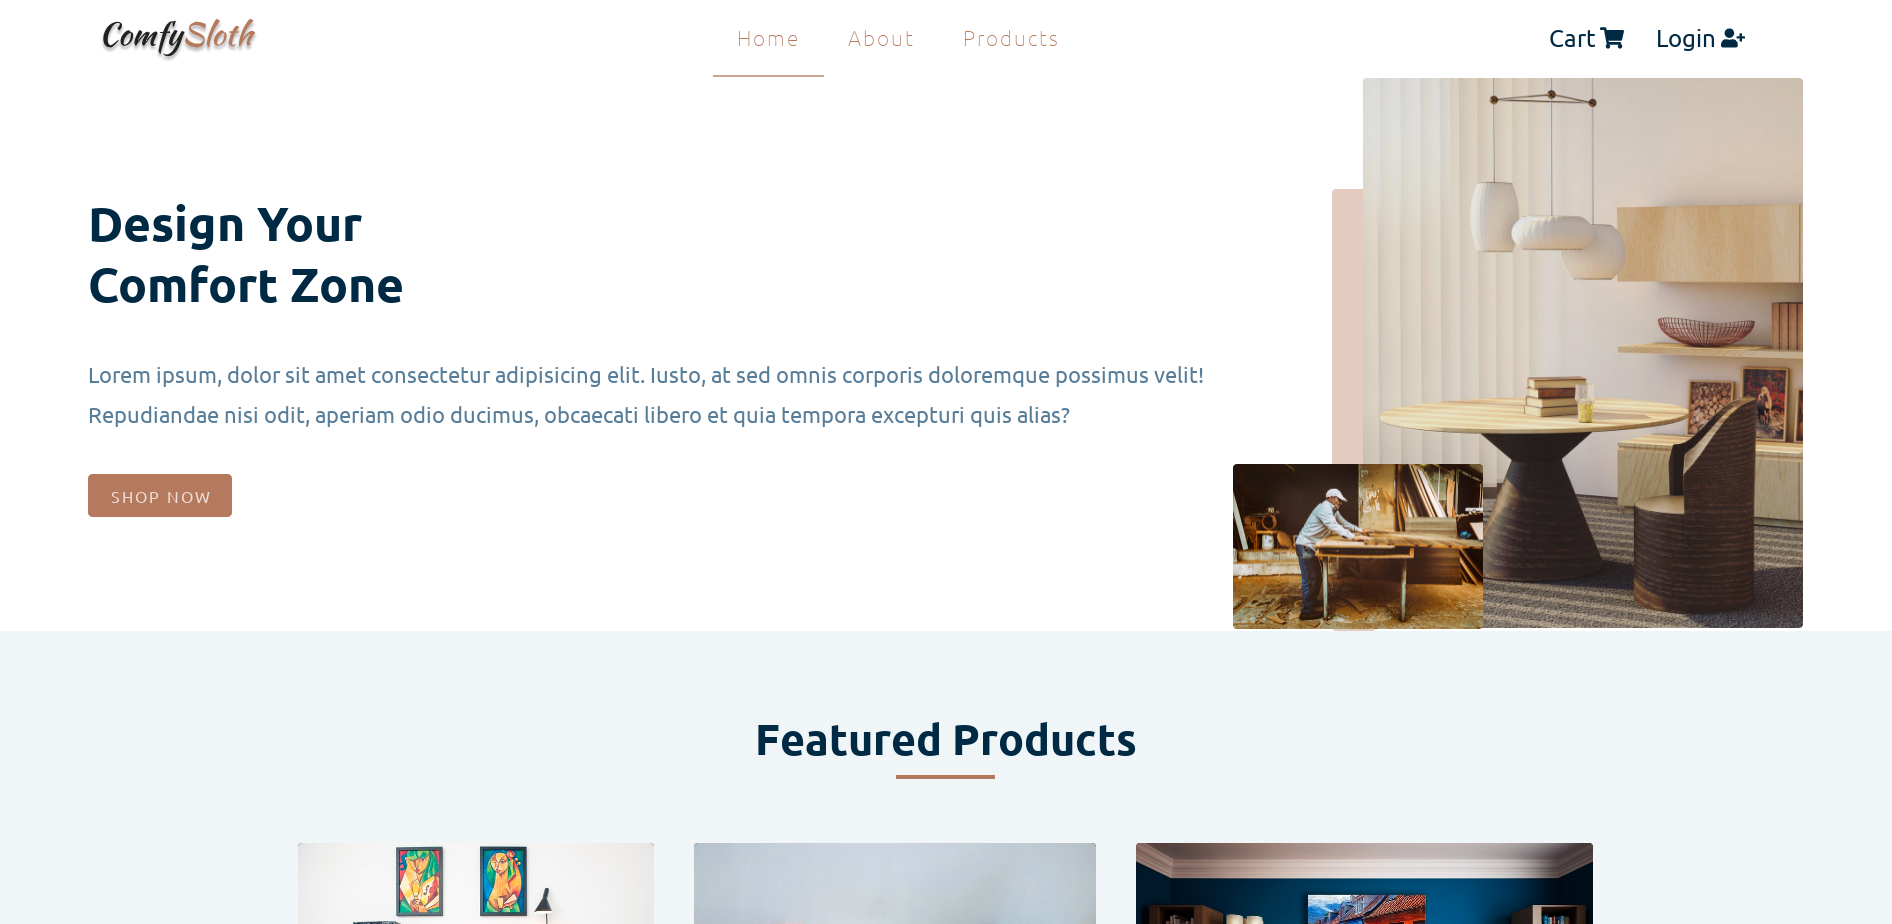 ComfySloth
Home About Products
Cart Login
Design Your
Comfort Zone
Lorem ipsum, dolor sit amet consectetur adipisicing elit. Iusto, at sed omnis corporis doloremque possimus velit!
Repudiandae nisi odit, aperiam odio ducimus, obcaecati libero et quia tempora excepturi quis alias?
SHOP NOW
Featured Products